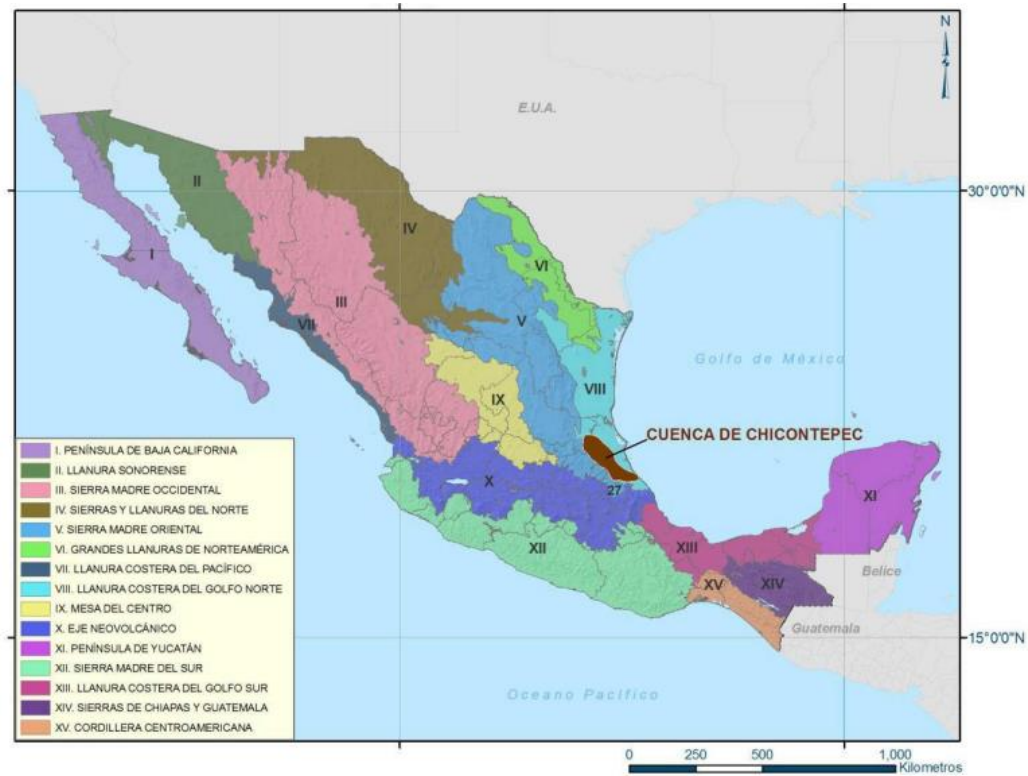 N
E.U.A.
30°0'0"N
II
I
IV
III
VI
V
VII
Golfo de México
VIII
IX
CUENCA DE CHICONTEPEC
27
X
XI
XII
XIII
Belice
XV
XIV
Guatemala
15°0'0"N
Oceano Pacífico
I. PENÍNSULA DE BAJA CALIFORNIA
II. LLANURA SONORENSE
III. SIERRA MADRE OCCIDENTAL
IV. SIERRAS Y LLANURAS DEL NORTE
V. SIERRA MADRE ORIENTAL
VI. GRANDES LLANURAS DE NORTEAMÉRICA
VII. LLANURA COSTERA DEL PACÍFICO
VIII. LLANURA COSTERA DEL GOLFO NORTE
IX. MESA DEL CENTRO
X. EJE NEOVOLCÁNICO
XI. PENÍNSULA DE YUCATÁN
XII. SIERRA MADRE DEL SUR
XIII. LLANURA COSTERA DEL GOLFO SUR
XIV. SIERRAS DE CHIAPAS Y GUATEMALA
XV. CORDILLERA CENTROAMERICANA
0 250 500 1,000
Kilometros